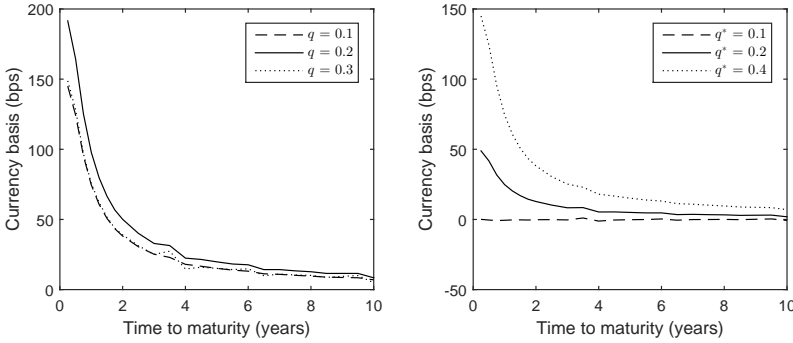 200
150
100
50
0
0
2
4
6
8
10
Currency basis (bps)
Time to maturity (years)
q = 0.1
q = 0.2
q = 0.3
150
100
50
0
-50
0
2
4
6
8
10
Currency basis (bps)
Time to maturity (years)
q* = 0.1
q* = 0.2
q* = 0.4